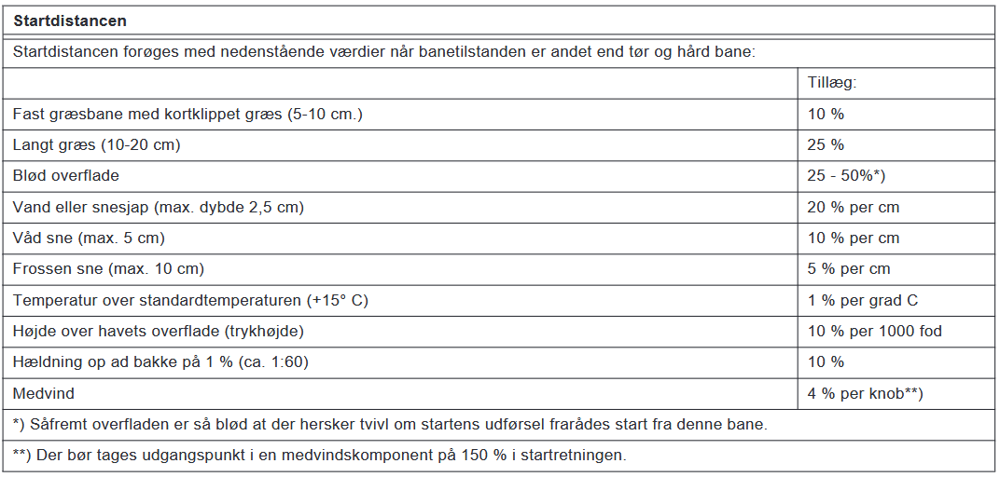 Startdistancen
Startdistancen forøges med nedenstående værdier når banetilstanden er andet end tør og hård bane:
Tillæg:
Fast græsbane med kortklippet græs (5-10 cm.) 10 %
Langt græs (10-20 cm) 25 %
Blød overflade 25 - 50%*)
Vand eller snesjap (max. dybde 2,5 cm) 20 % per cm
Våd sne (max. 5 cm) 10 % per cm
Frossen sne (max. 10 cm) 5 % per cm
Temperatur over standardtemperaturen (+15° C) 1 % per grad C
Højde over havets overflade (trykhøjde) 10 % per 1000 fod
Hældning op ad bakke på 1 % (ca. 1:60) 10 %
Medvind 4 % per knob**)
*) Såfremt overfladen er så blød at der hersker tvivl om startens udførsel frarådes start fra denne bane.
**) Der bør tages udgangspunkt i en medvindskomponent på 150 % i startretningen.